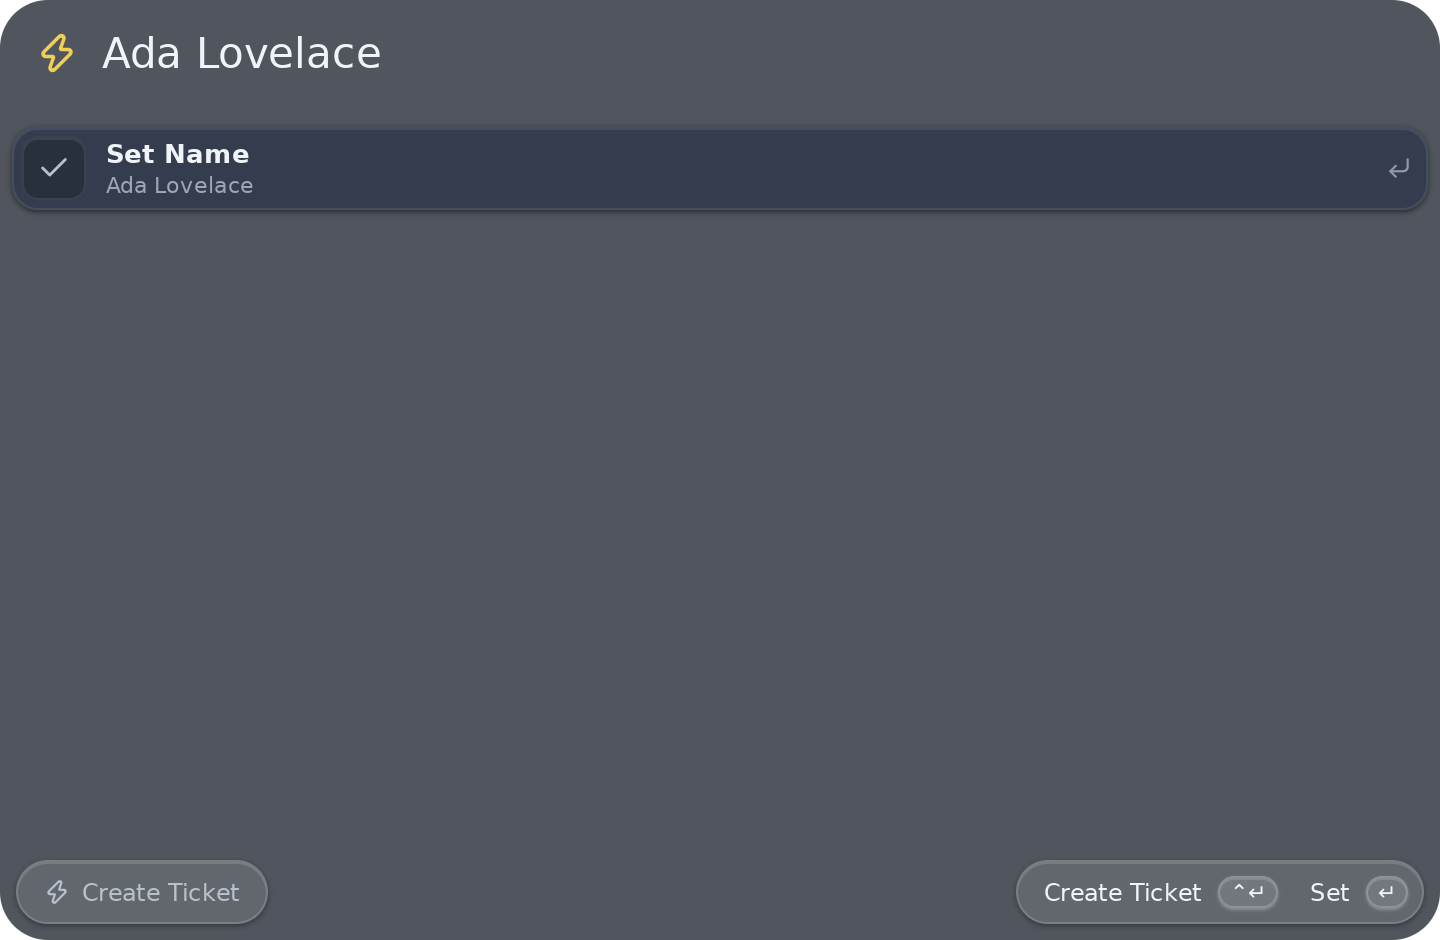 Ada Lovelace
Set Name
Ada Lovelace
Create Ticket
Create Ticket ^↵ Set ↵